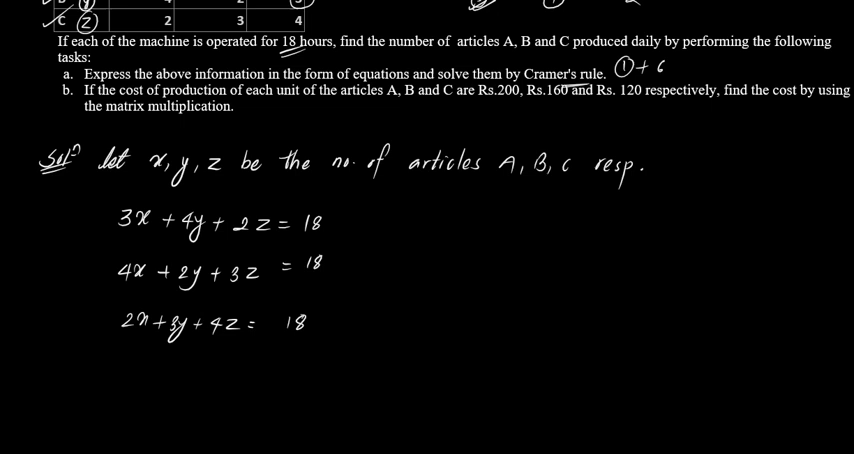 C Z 2 3 4
If each of the machine is operated for 18 hours, find the number of articles A, B and C produced daily by performing the following
tasks:
a. Express the above information in the form of equations and solve them by Cramer's rule. 1 + 6
b. If the cost of production of each unit of the articles A, B and C are Rs.200, Rs.160 and Rs. 120 respectively, find the cost by using
the matrix multiplication.
Solⁿ let x, y, z be the no. of articles A, B, C resp.
3x + 4y + 2z = 18
4x + 2y + 3z = 18
2x + 3y + 4z = 18